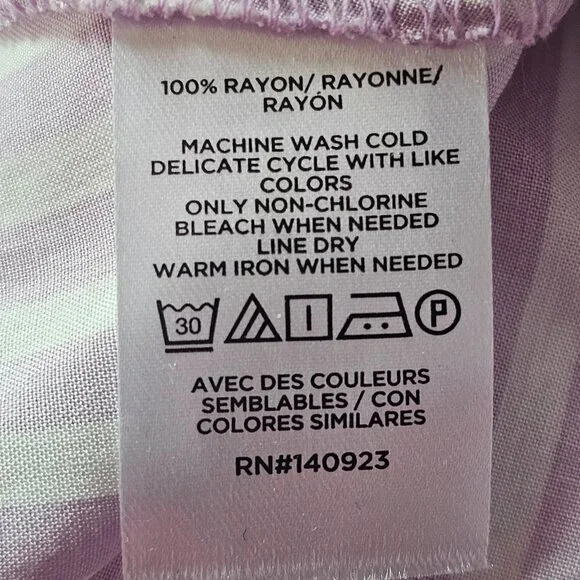 100% RAYON/ RAYONNE/
RAYÓN
MACHINE WASH COLD
DELICATE CYCLE WITH LIKE
COLORS
ONLY NON-CHLORINE
BLEACH WHEN NEEDED
LINE DRY
WARM IRON WHEN NEEDED
30 P
AVEC DES COULEURS
SEMBLABLES / CON
COLORES SIMILARES
RN#140923